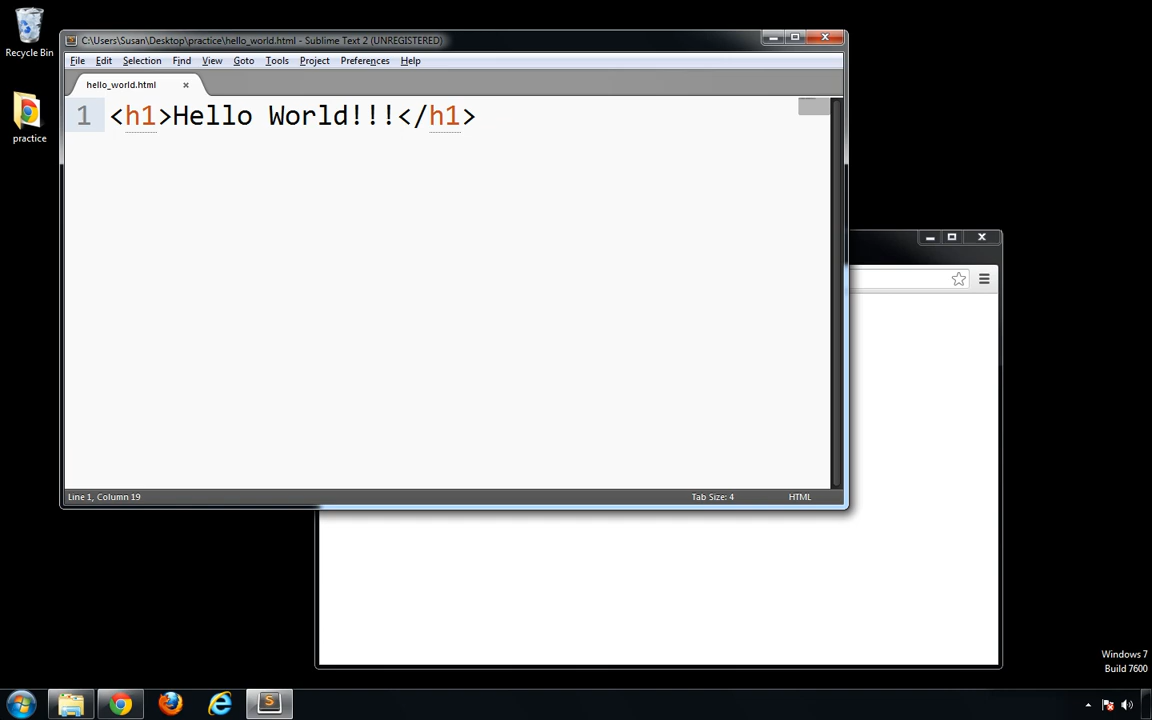 Recycle Bin
practice
C:\Users\Susan\Desktop\practice\hello_world.html - Sublime Text 2 (UNREGISTERED)
File Edit Selection Find View Goto Tools Project Preferences Help
hello_world.html
1 <h1>Hello World!!!</h1>
Line 1, Column 19
Tab Size: 4
HTML
Windows 7
Build 7600